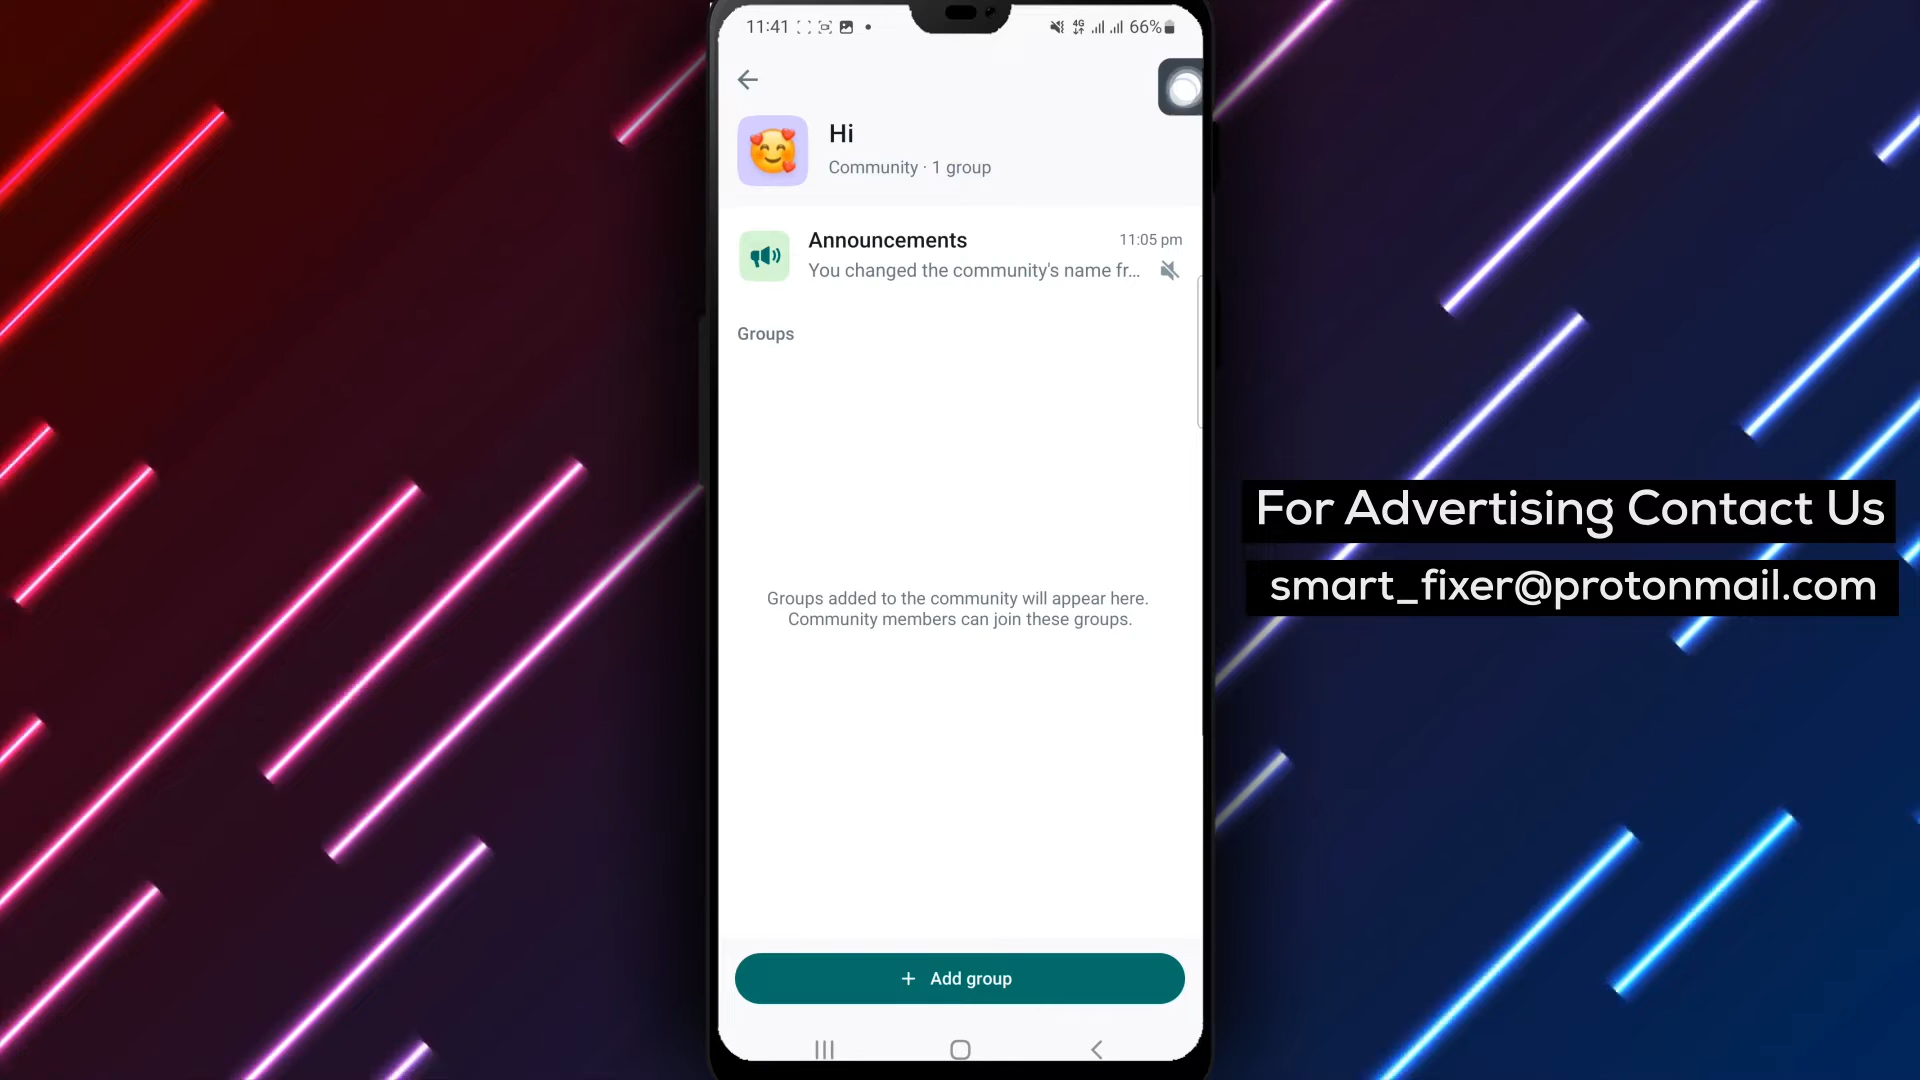 11:41
4G
66%
Hi
Community · 1 group
Announcements
11:05 pm
You changed the community's name fr...
Groups
Groups added to the community will appear here.
Community members can join these groups.
+ Add group
For Advertising Contact Us
smart_fixer@protonmail.com